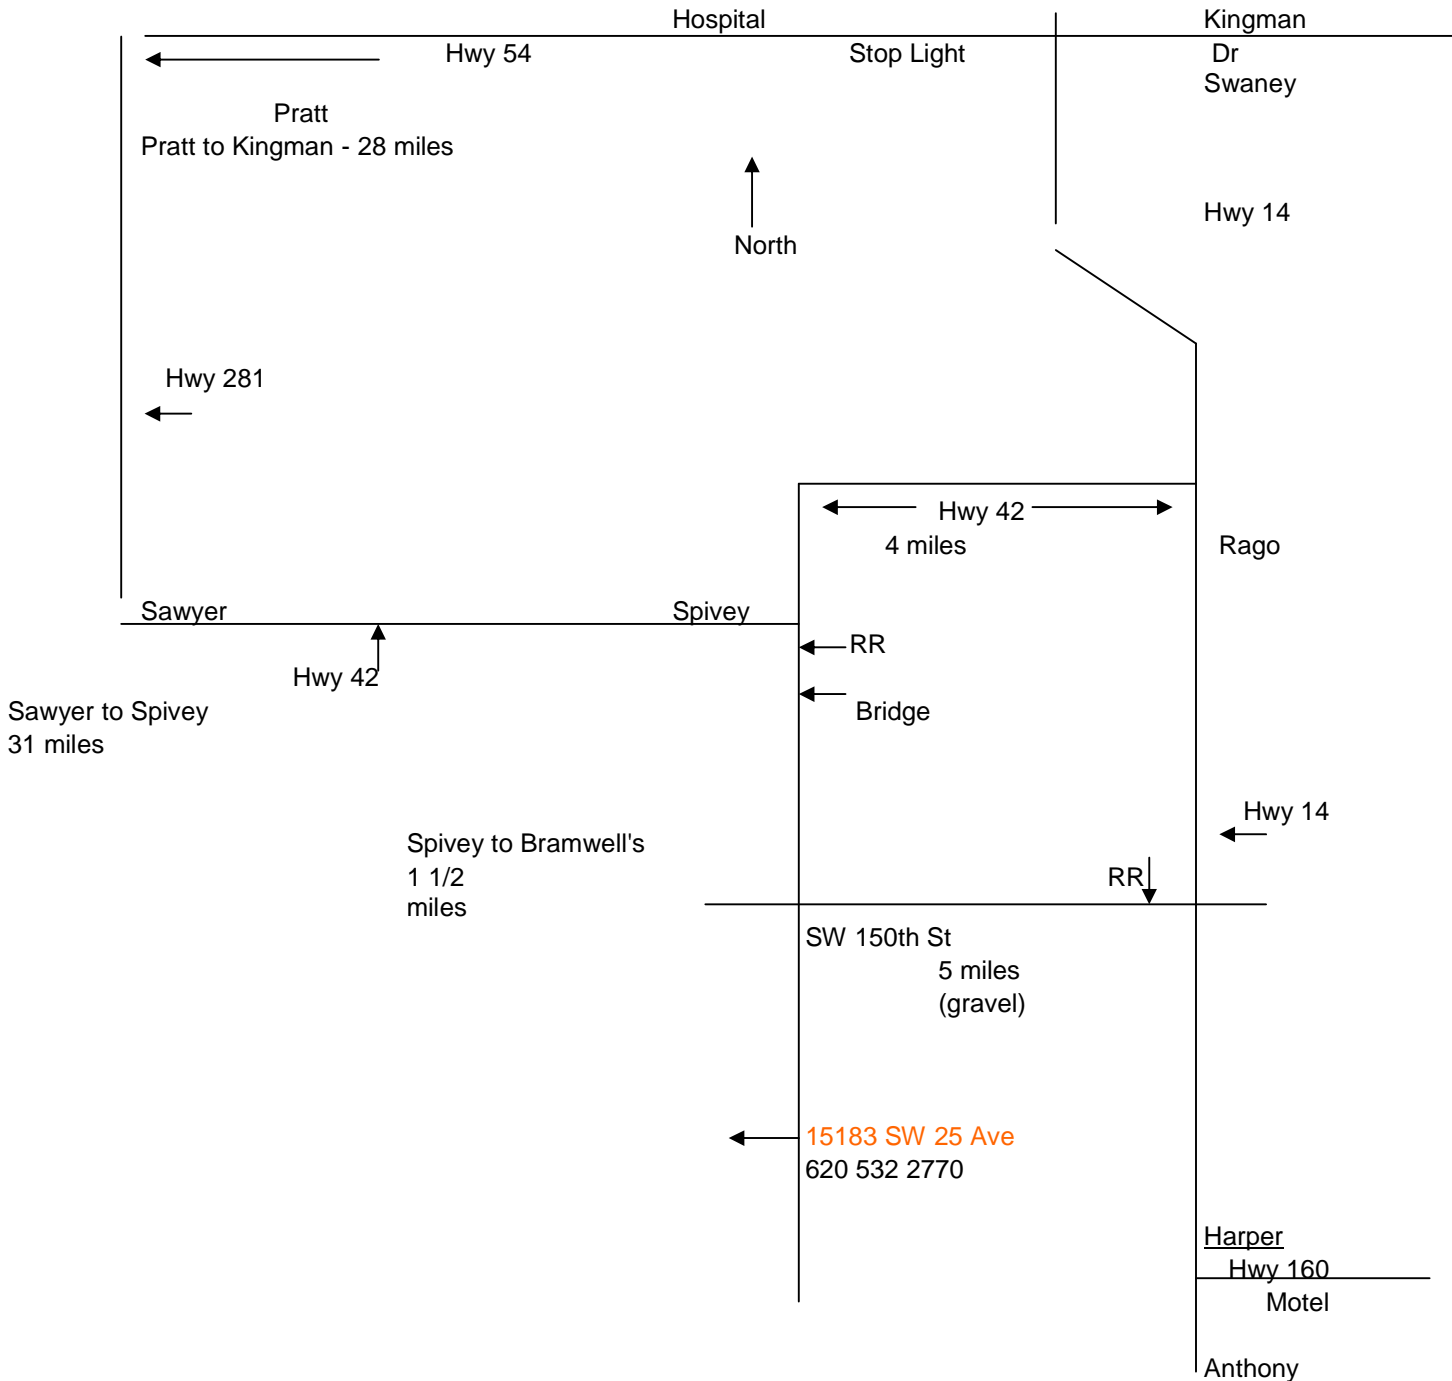 Hospital
Kingman
Hwy 54
Stop Light
Dr
Swaney
Pratt
Pratt to Kingman - 28 miles
Hwy 14
North
Hwy 281
Hwy 42
4 miles
Rago
Sawyer
Spivey
RR
Hwy 42
Bridge
Sawyer to Spivey
31 miles
Hwy 14
Spivey to Bramwell's
1 1/2
miles
RR
SW 150th St
5 miles
(gravel)
15183 SW 25 Ave
620 532 2770
Harper
Hwy 160
Motel
Anthony